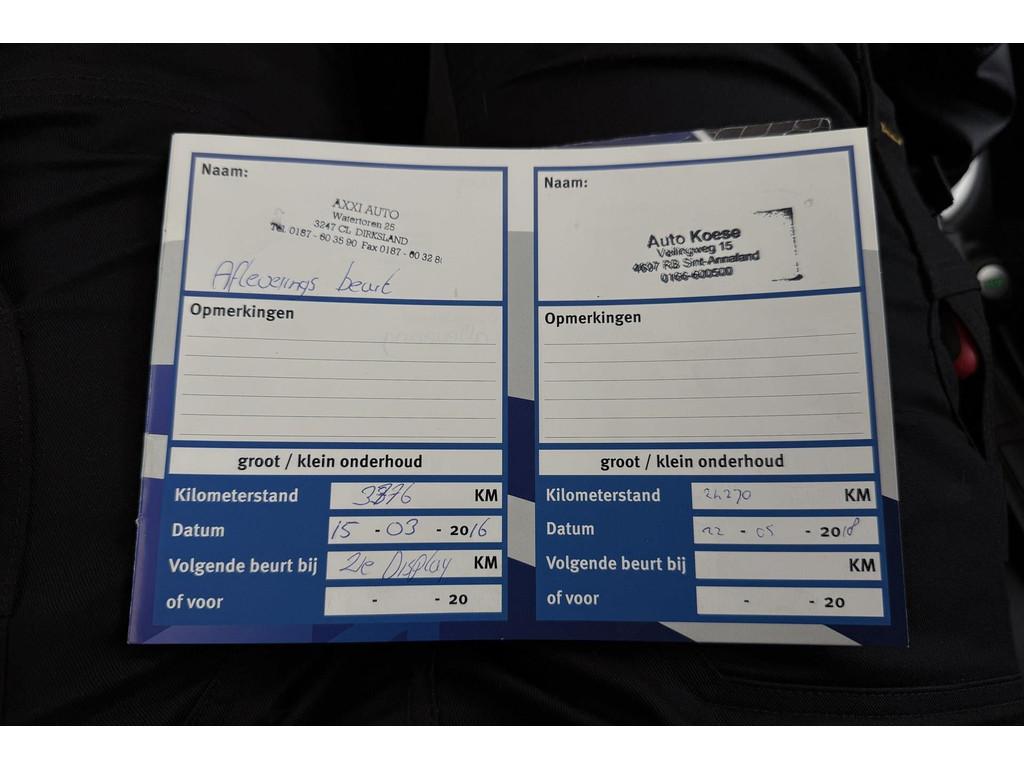 Naam:
AXXI AUTO
Watertoren 25
3247 CL DIRKSLAND
Tel. 0187 - 60 35 90 Fax 0187 - 60 32 8
Afleverings beurt
Opmerkingen
groot / klein onderhoud
Kilometerstand 3876 KM
Datum 15 - 03 - 2016
Volgende beurt bij zie Display KM
of voor - - 20
Naam:
Auto Koese
Veilingweg 15
4697 RB Sint-Annaland
0166-600500
Opmerkingen
groot / klein onderhoud
Kilometerstand 24270 KM
Datum 22 - 05 - 2018
Volgende beurt bij KM
of voor - - 20